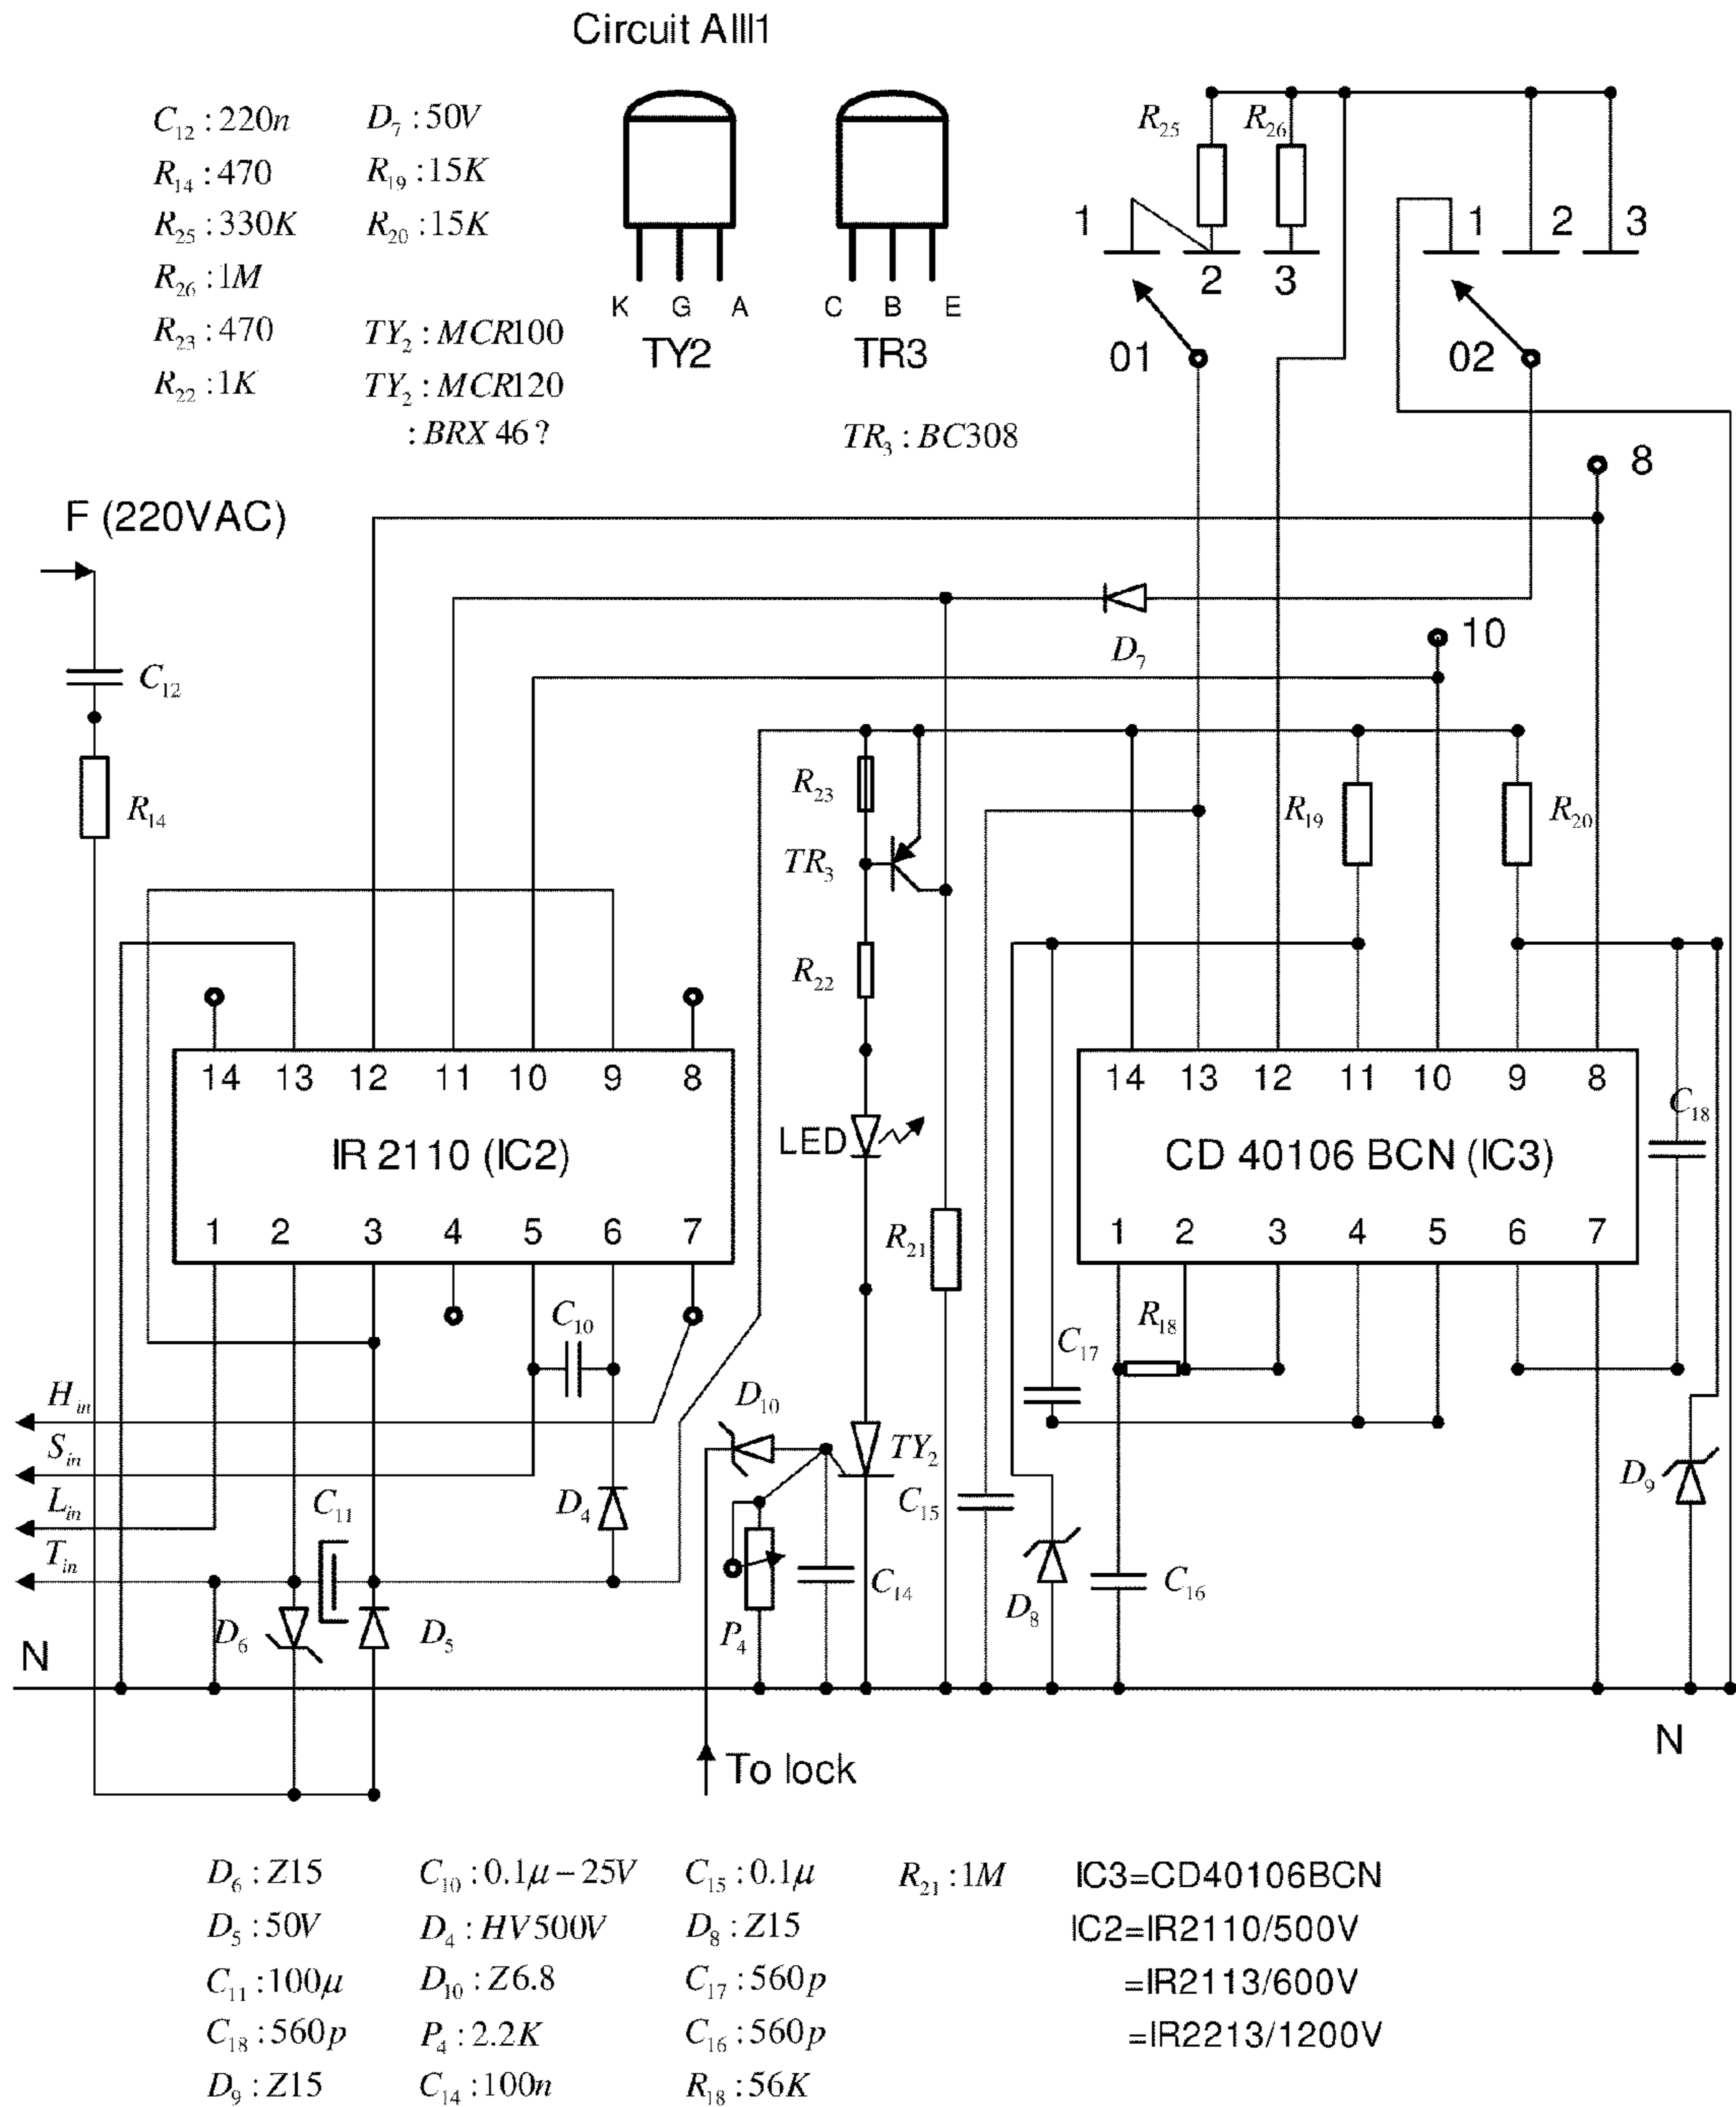 Circuit AIII1
C12 : 220n
D7 : 50V
R14 : 470
R19 : 15K
R25 : 330K
R20 : 15K
R26 : 1M
R23 : 470
TY2 : MCR100
R22 : 1K
TY2 : MCR120
: BRX 46 ?
K G A
TY2
C B E
TR3
TR3 : BC308
R25
R26
1
2
3
01
1
2
3
02
8
F (220VAC)
D7
10
C12
R14
R23
TR3
R22
R19
R20
14 13 12 11 10 9 8
IR 2110 (IC2)
1 2 3 4 5 6 7
LED
R21
14 13 12 11 10 9 8
CD 40106 BCN (IC3)
1 2 3 4 5 6 7
C18
C10
R18
C17
Hin
Sin
Lin
Tin
C11
D4
D10
TY2
C15
D9
D6
D5
P4
C14
D8
C16
N
N
To lock
D6 : Z15
C10 : 0.1μ – 25V
C15 : 0.1μ
R21 : 1M
IC3=CD40106BCN
D5 : 50V
D4 : HV500V
D8 : Z15
IC2=IR2110/500V
C11 : 100μ
D10 : Z6.8
C17 : 560p
=IR2113/600V
C18 : 560p
P4 : 2.2K
C16 : 560p
=IR2213/1200V
D9 : Z15
C14 : 100n
R18 : 56K